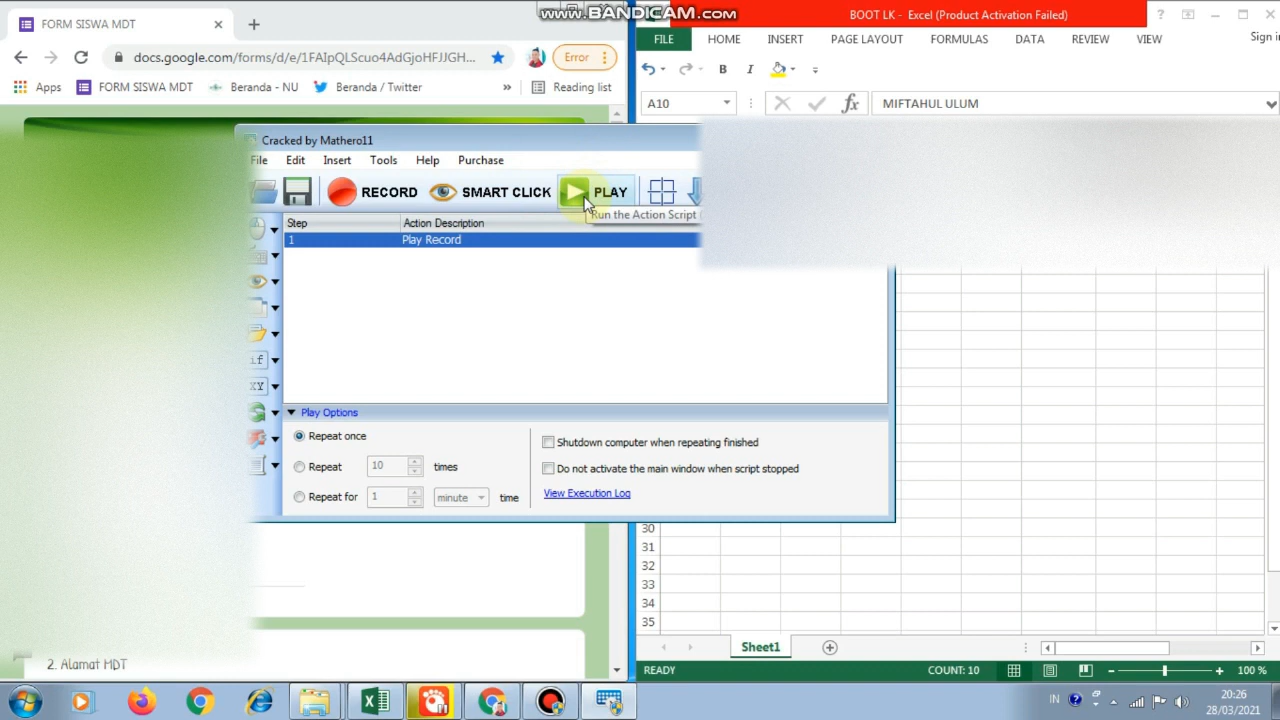 www.BANDICAM.com
FORM SISWA MDT
docs.google.com/forms/d/e/1FAIpQLScuo4AdGjoHFJJGH...
Error
Apps
FORM SISWA MDT
Beranda - NU
Beranda / Twitter
»
Reading list
BOOT LK - Excel (Product Activation Failed)
FILE
HOME
INSERT
PAGE LAYOUT
FORMULAS
DATA
REVIEW
VIEW
Sign in
B
I
A10
fx
MIFTAHUL ULUM
Cracked by Mathero11
File
Edit
Insert
Tools
Help
Purchase
RECORD
SMART CLICK
PLAY
Run the Action Script
Step
Action Description
1
Play Record
if
XY
Play Options
Repeat once
Repeat
10
times
Repeat for
1
minute
time
Shutdown computer when repeating finished
Do not activate the main window when script stopped
View Execution Log
30
31
32
33
34
35
Sheet1
READY
COUNT: 10
100 %
2. Alamat MDT
IN
20:26
28/03/2021